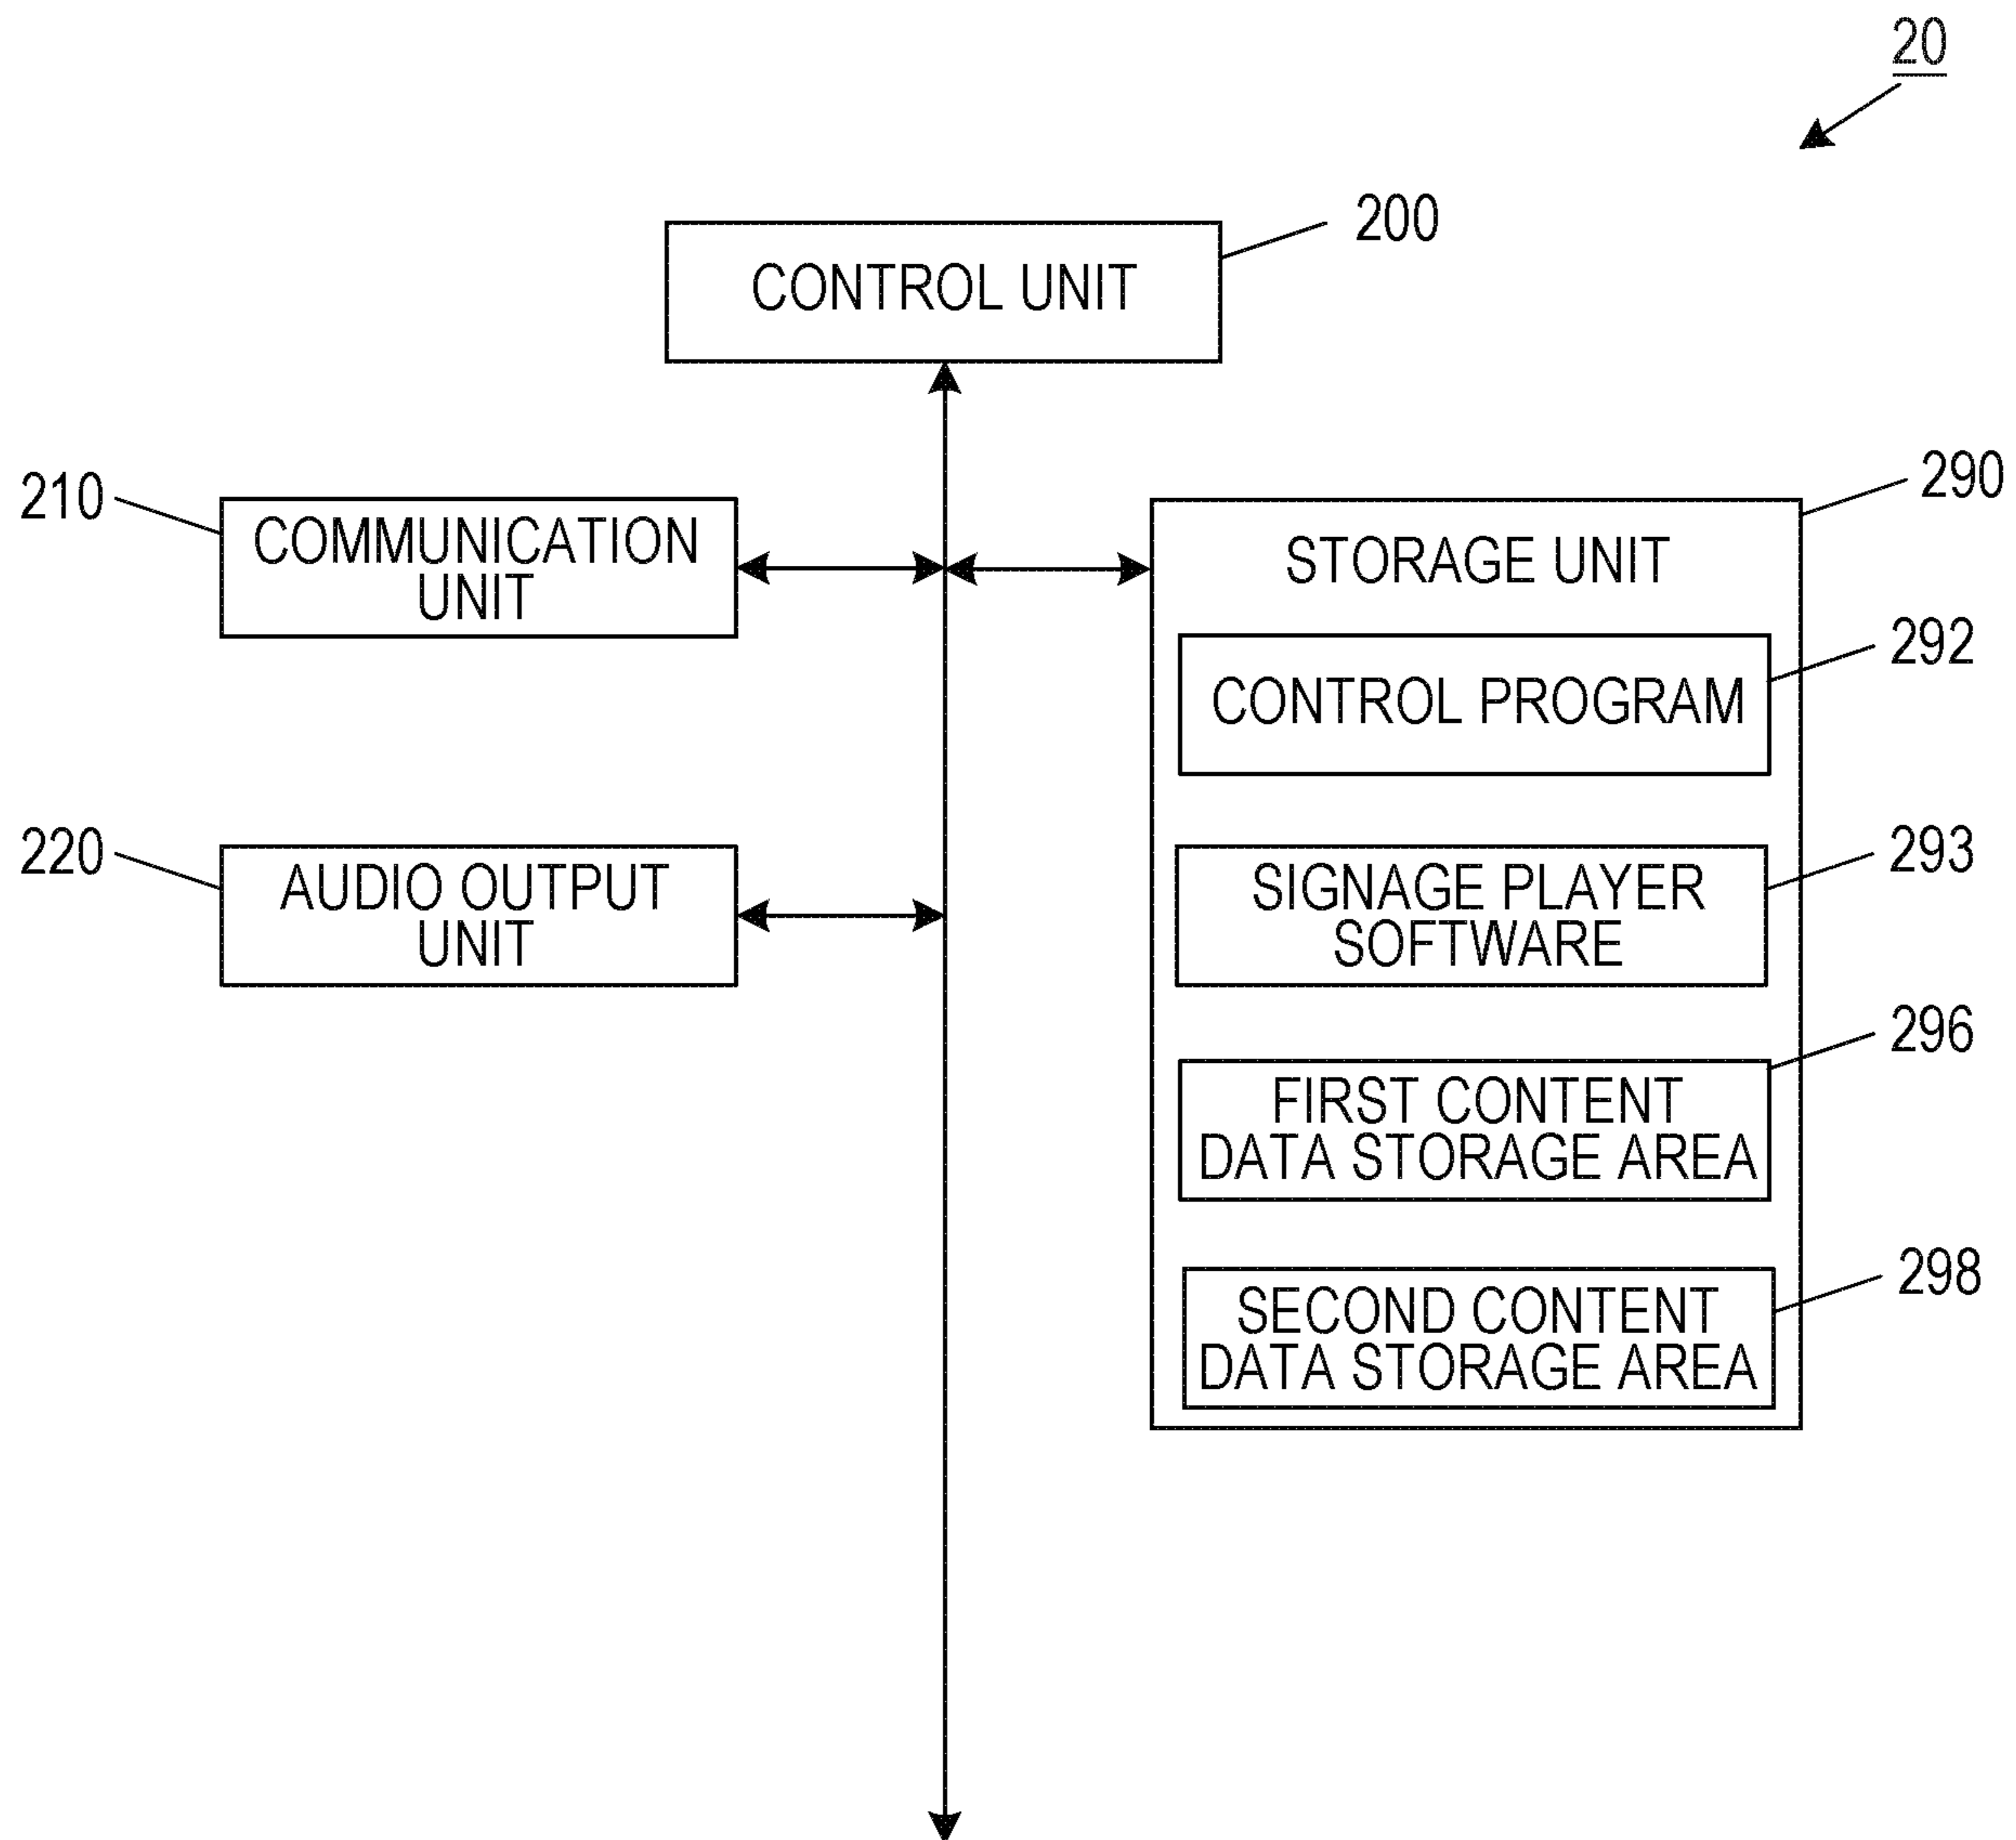 20
200
CONTROL UNIT
210
COMMUNICATION
UNIT
290
STORAGE UNIT
292
CONTROL PROGRAM
220
AUDIO OUTPUT
UNIT
293
SIGNAGE PLAYER
SOFTWARE
296
FIRST CONTENT
DATA STORAGE AREA
298
SECOND CONTENT
DATA STORAGE AREA